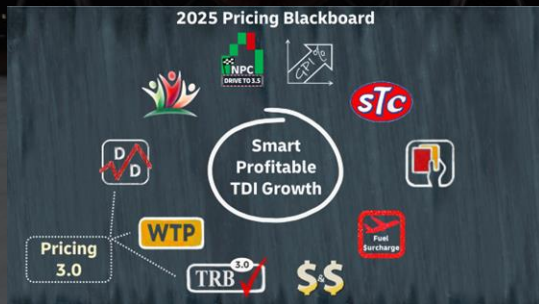 2025 Pricing Blackboard
NPC
DRIVE TO 3.5
GPI %
STC
Smart
Profitable
TDI Growth
D
D
WTP
Fuel
Surcharge
Pricing
3.0
3.0
TRB
$&$